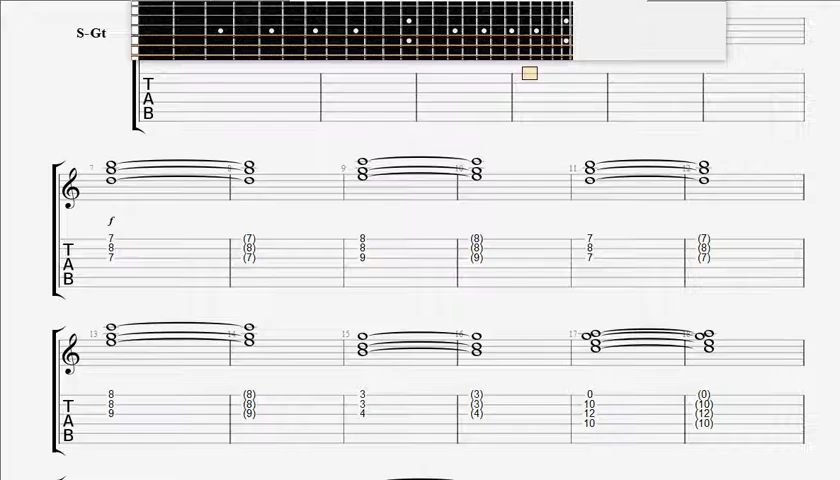 S-Gt
T
A
B
7 8 9 10 11 12
f
7 (7) 8 (8) 7 (7)
T 8 (8) 8 (8) 8 (8)
A 7 (7) 9 (9) 7 (7)
B
13 14 15 16 17 18
8 (8) 3 (3) 0 (0)
T 8 (8) 3 (3) 10 (10)
A 9 (9) 4 (4) 12 (12)
10 (10)
B